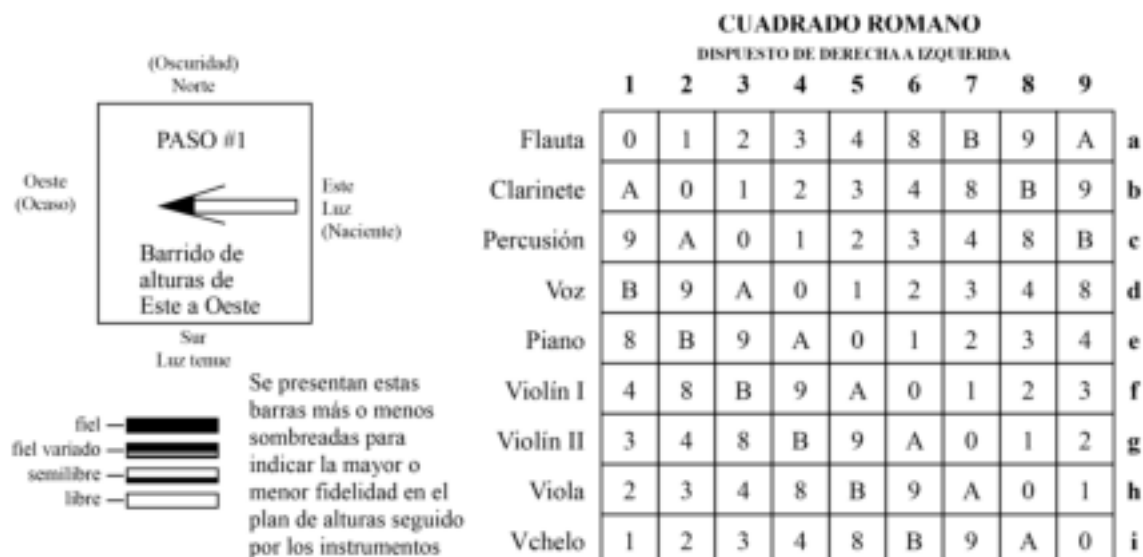 (Oscuridad)
Norte
PASO #1
Oeste
(Ocaso)
Este
Luz
(Naciente)
Barrido de
alturas de
Este a Oeste
Sur
Luz tenue
fiel
fiel variado
semilibre
libre
Se presentan estas
barras más o menos
sombreadas para
indicar la mayor o
menor fidelidad en el
plan de alturas seguido
por los instrumentos
CUADRADO ROMANO
DISPUESTO DE DERECHA A IZQUIERDA
1 2 3 4 5 6 7 8 9
Flauta 0 1 2 3 4 8 B 9 A a
Clarinete A 0 1 2 3 4 8 B 9 b
Percusión 9 A 0 1 2 3 4 8 B c
Voz B 9 A 0 1 2 3 4 8 d
Piano 8 B 9 A 0 1 2 3 4 e
Violín I 4 8 B 9 A 0 1 2 3 f
Violín II 3 4 8 B 9 A 0 1 2 g
Viola 2 3 4 8 B 9 A 0 1 h
Vchelo 1 2 3 4 8 B 9 A 0 i